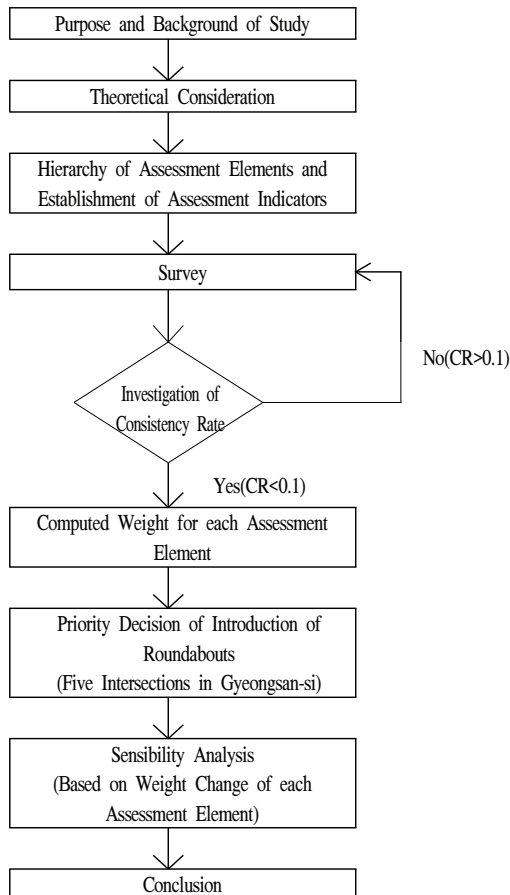 Purpose and Background of Study
Theoretical Consideration
Hierarchy of Assessment Elements and
Establishment of Assessment Indicators
Survey
No(CR>0.1)
Investigation of
Consistency Rate
Yes(CR<0.1)
Computed Weight for each Assessment
Element
Priority Decision of Introduction of
Roundabouts
(Five Intersections in Gyeongsan-si)
Sensibility Analysis
(Based on Weight Change of each
Assessment Element)
Conclusion